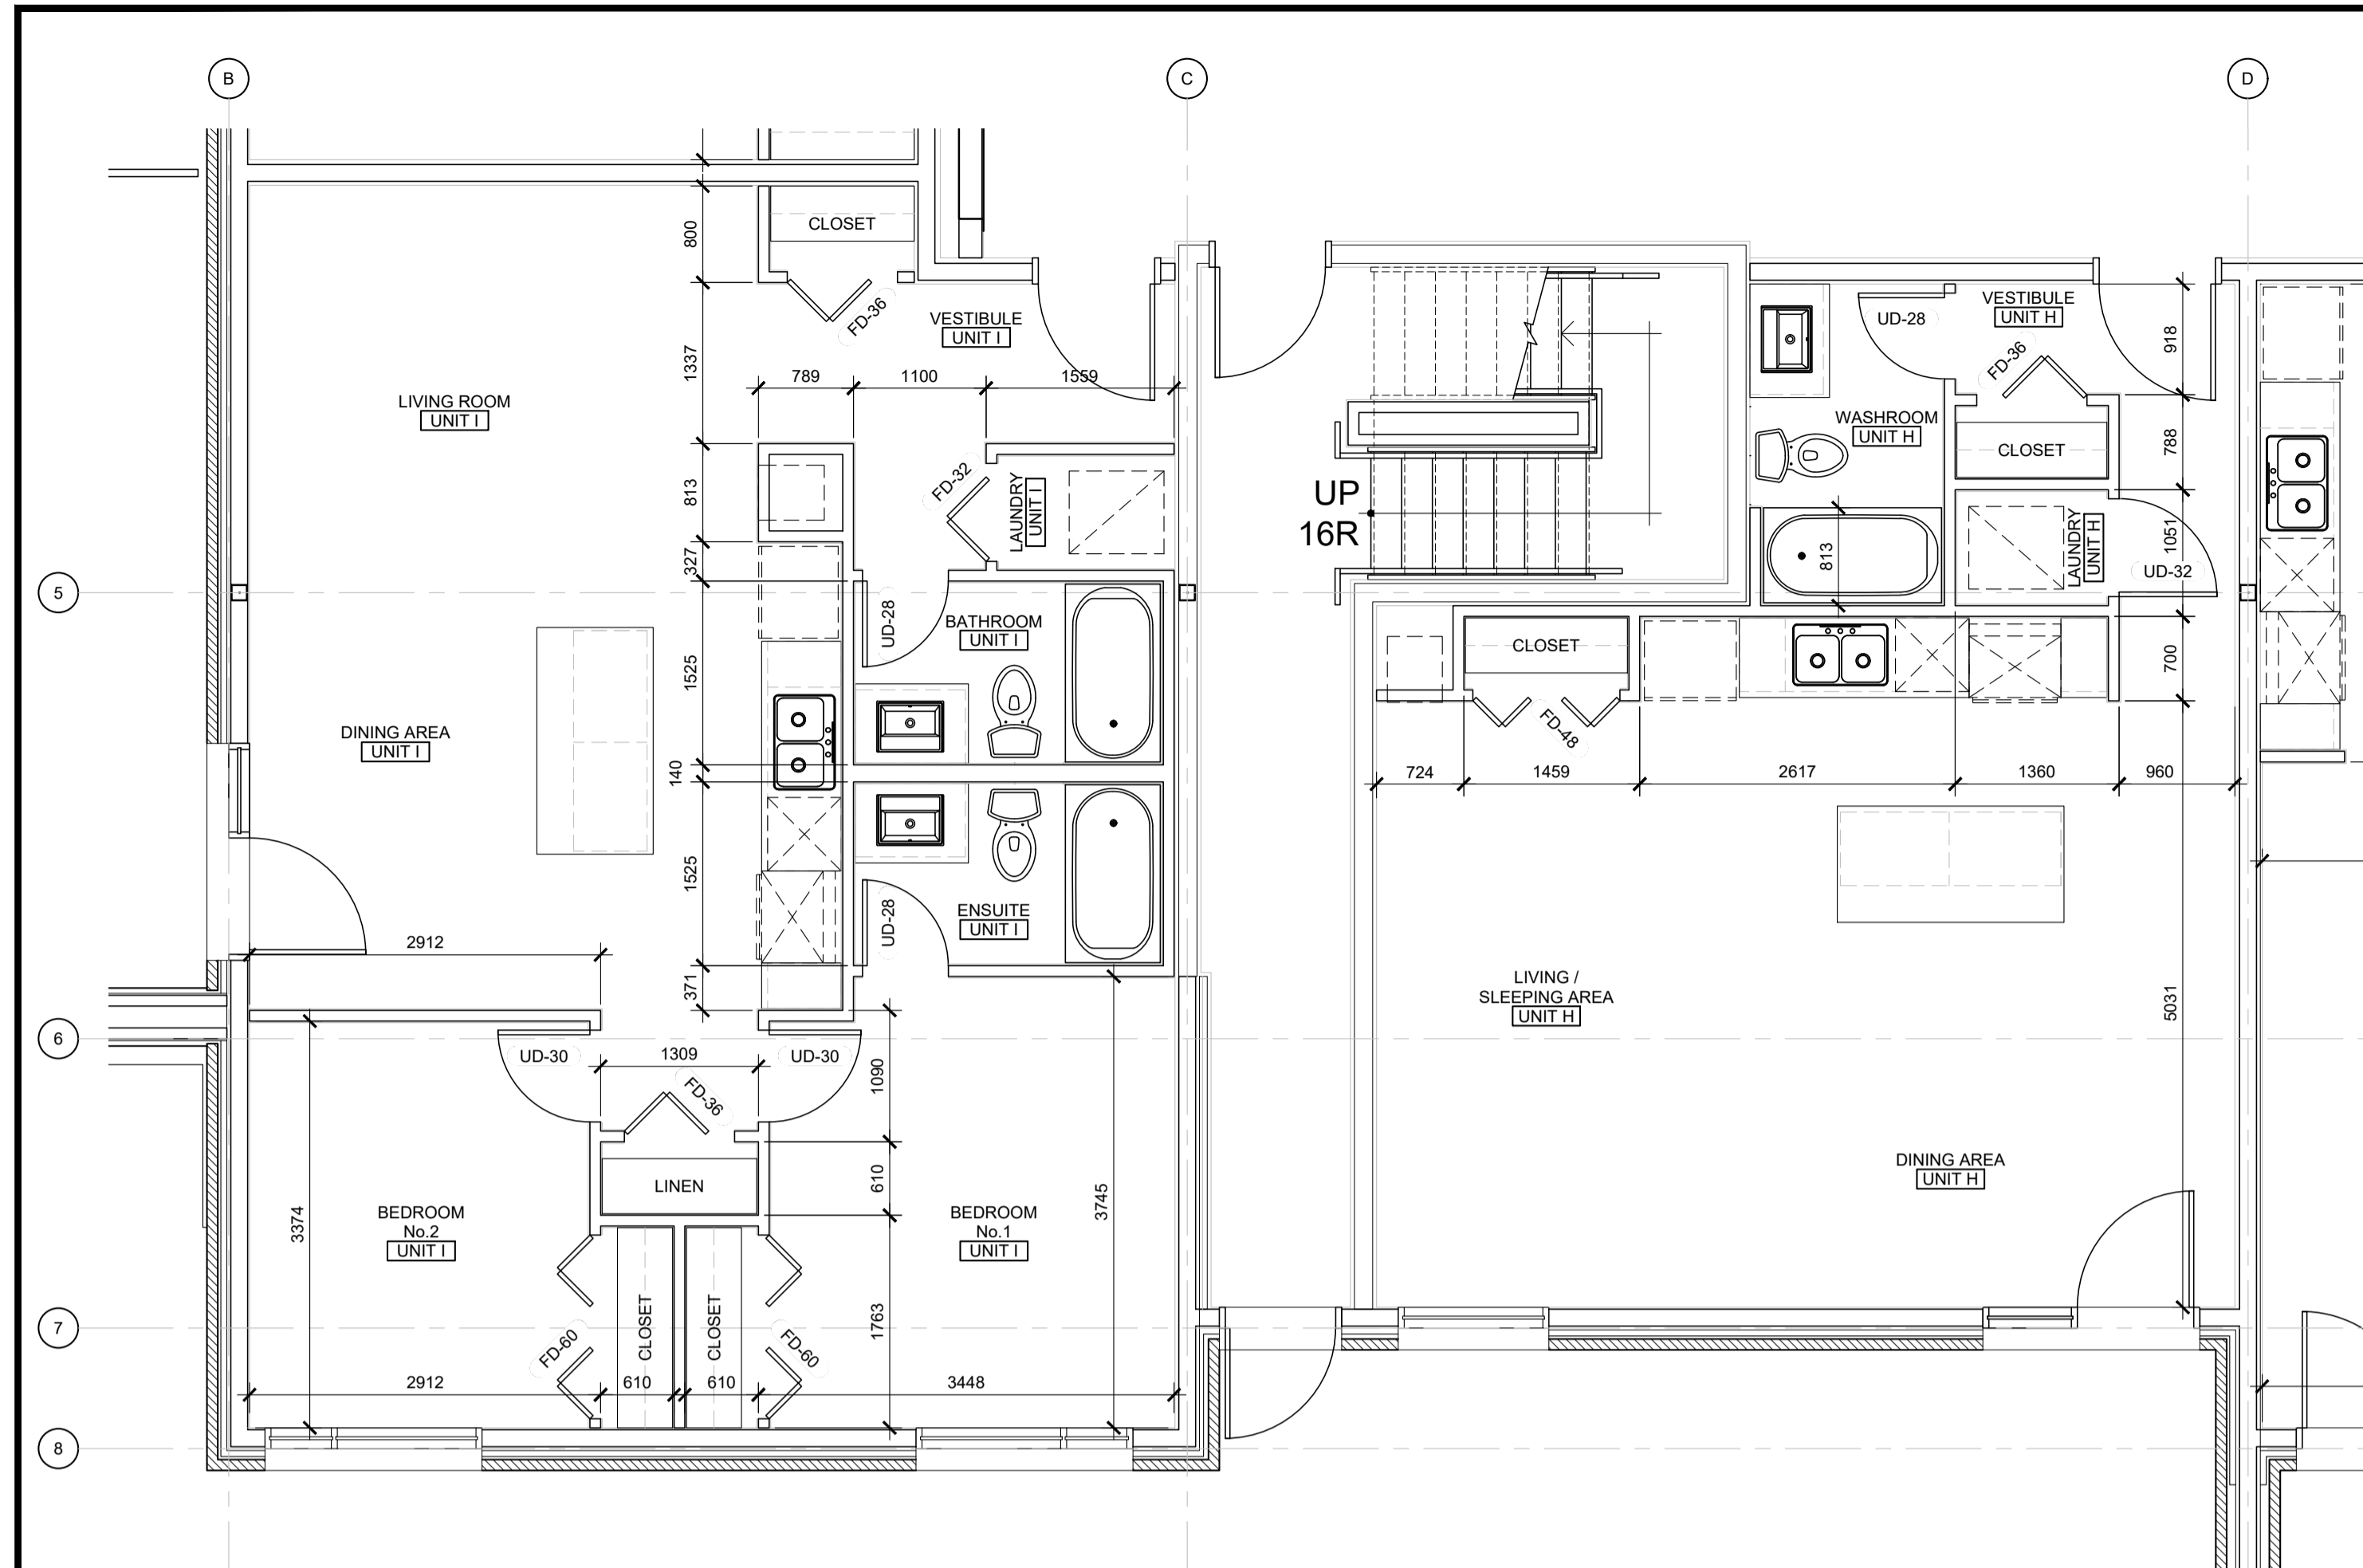 B
C
D
5
6
7
8
CLOSET
800
FD-36
VESTIBULE
UNIT I
1337
789
1100
1559
LIVING ROOM
UNIT I
813
FD-32
LAUNDRY
UNIT I
327
UD-28
BATHROOM
UNIT I
1525
DINING AREA
UNIT I
140
1525
UD-28
ENSUITE
UNIT I
371
2912
UD-30
1309
UD-30
FD-36
1090
LINEN
610
3374
3745
BEDROOM
No.2
UNIT I
BEDROOM
No.1
UNIT I
CLOSET
CLOSET
1763
FD-60
FD-60
2912
610
610
3448
UP
16R
UD-28
VESTIBULE
UNIT H
918
FD-36
WASHROOM
UNIT H
CLOSET
788
813
LAUNDRY
UNIT H
1051
UD-32
CLOSET
700
FD-48
724
1459
2617
1360
960
LIVING /
SLEEPING AREA
UNIT H
5031
DINING AREA
UNIT H